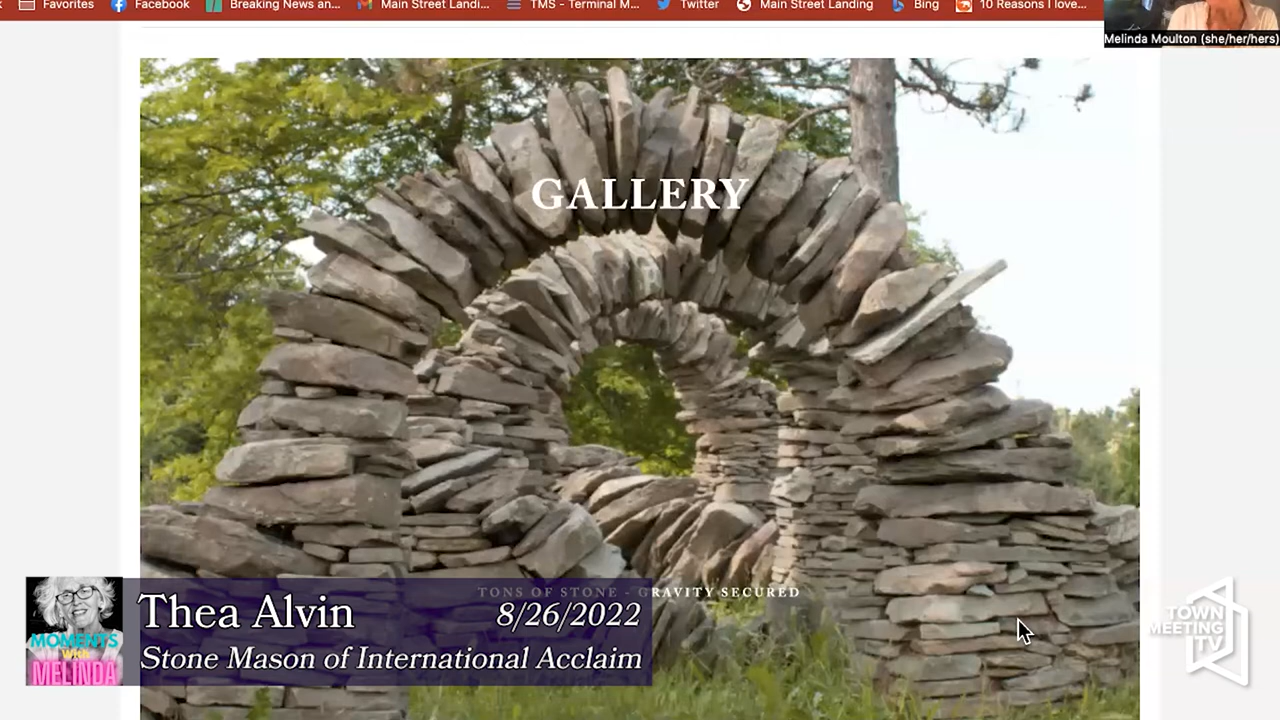 Favorites
Facebook
Breaking News an...
Main Street Landi...
TMS - Terminal M...
Twitter
Main Street Landing
Bing
10 Reasons I love...
Melinda Moulton (she/her/hers)
GALLERY
TONS OF STONE - GRAVITY SECURED
Thea Alvin
8/26/2022
Stone Mason of International Acclaim
MOMENTS
with
MELINDA
TOWN
MEETING
TV